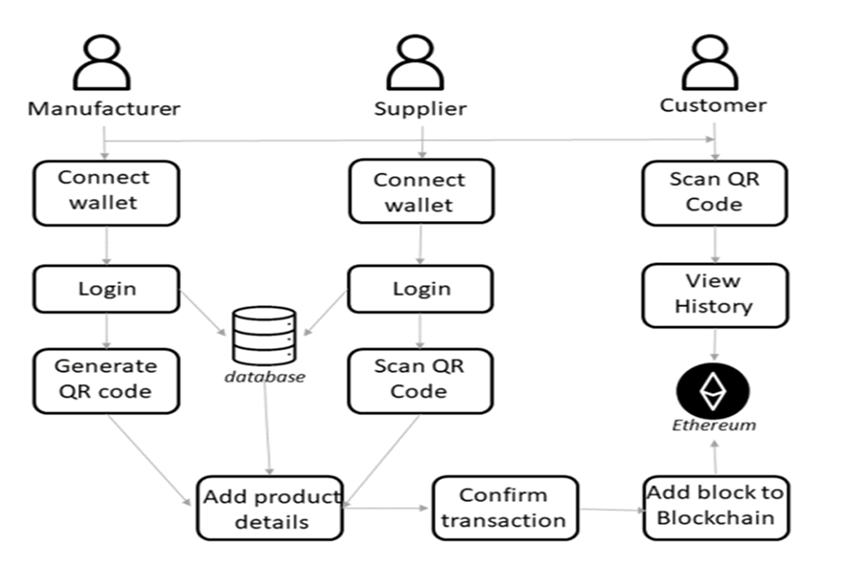 Manufacturer
Supplier
Customer
Connect
wallet
Connect
wallet
Scan QR
Code
Login
Login
View
History
database
Generate
QR code
Scan QR
Code
Ethereum
Add product
details
Confirm
transaction
Add block to
Blockchain